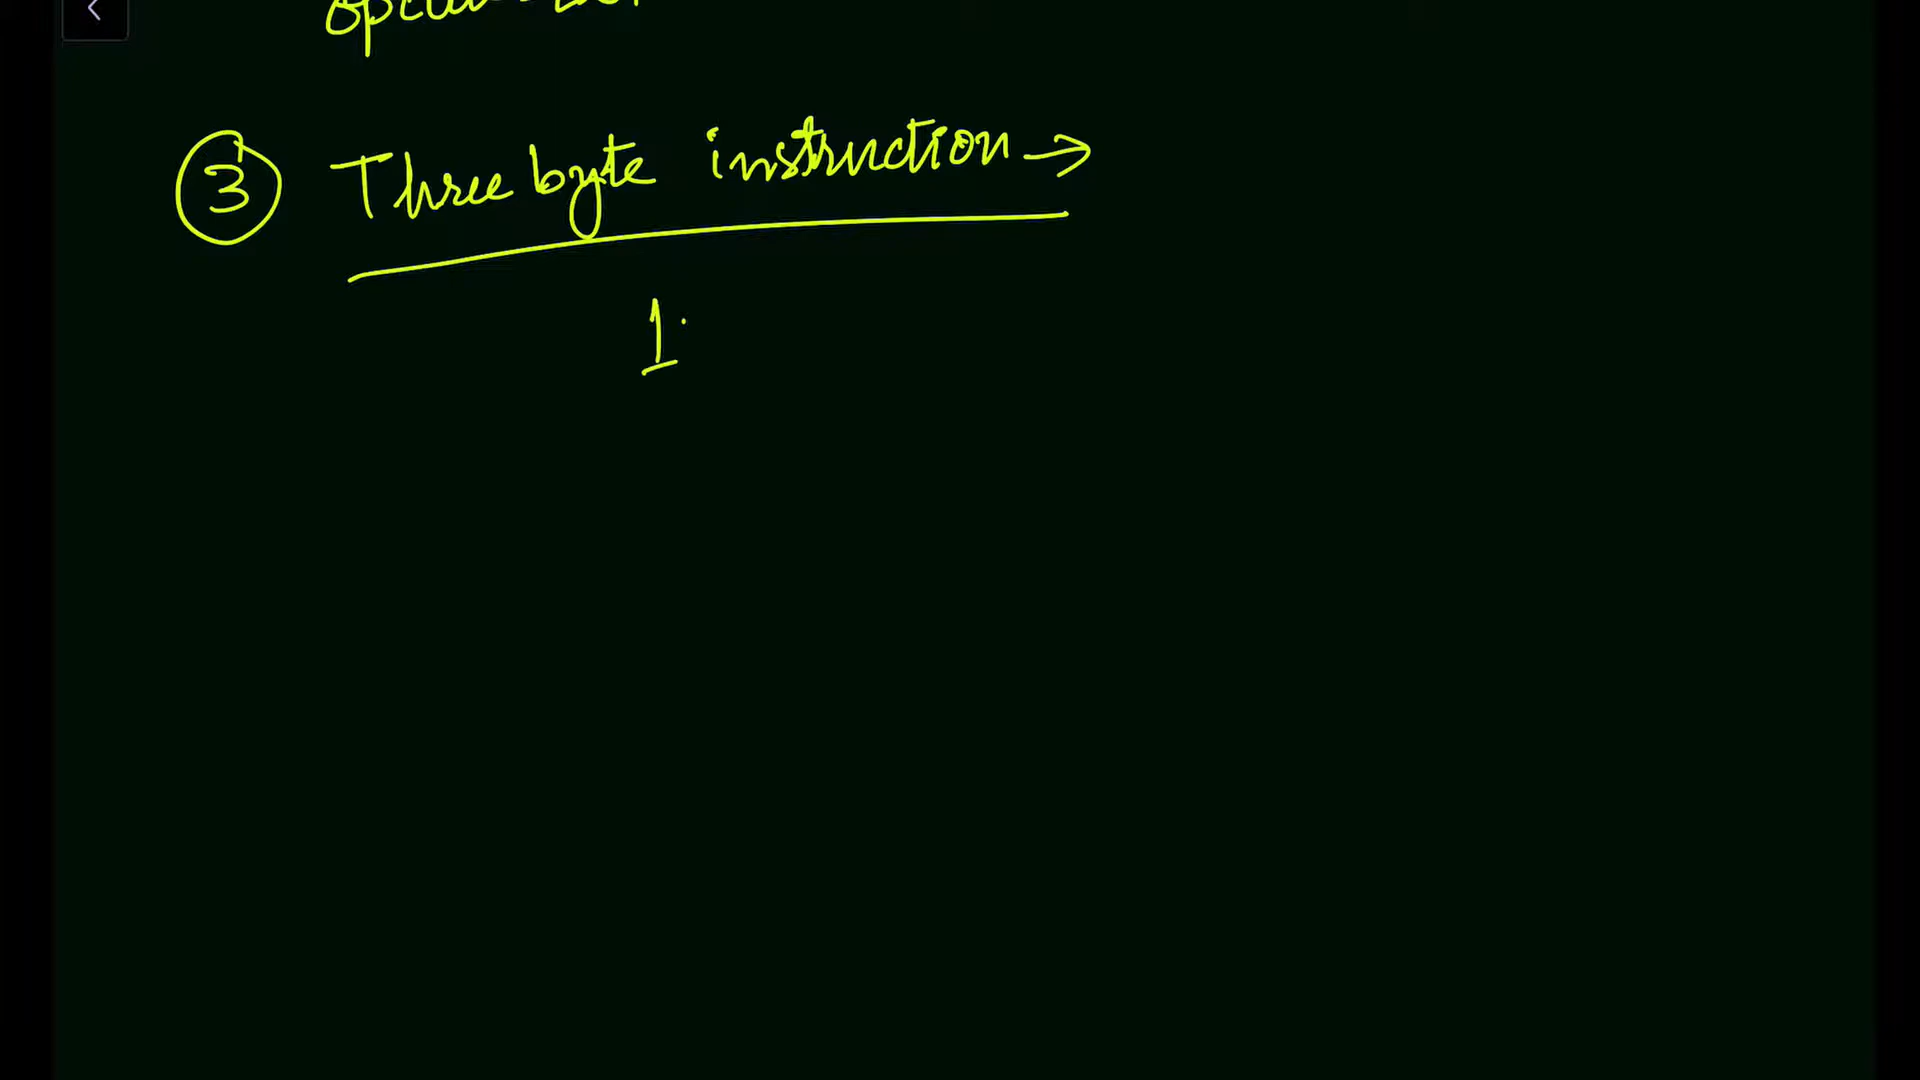 ③ Three byte instruction →
1.